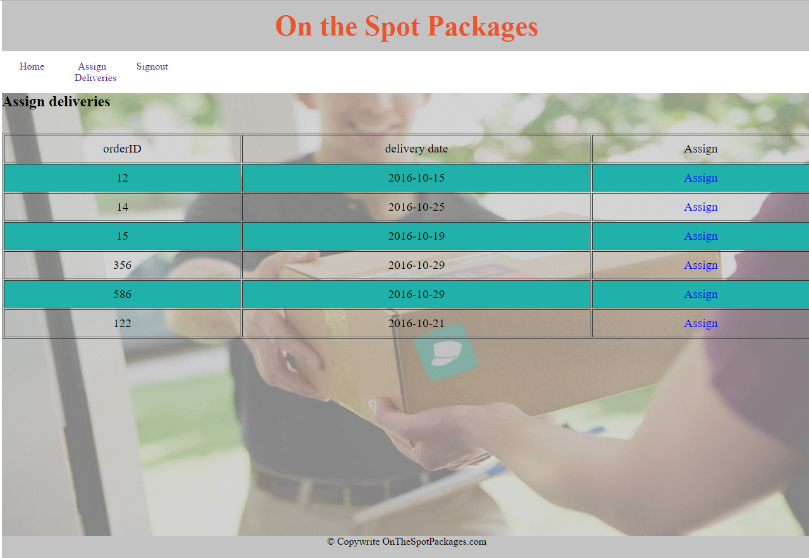 On the Spot Packages
Home Assign Signout
Deliveries
Assign deliveries
orderID delivery date Assign
12 2016-10-15 Assign
14 2016-10-25 Assign
15 2016-10-19 Assign
356 2016-10-29 Assign
586 2016-10-29 Assign
122 2016-10-21 Assign
© Copywrite OnTheSpotPackages.com